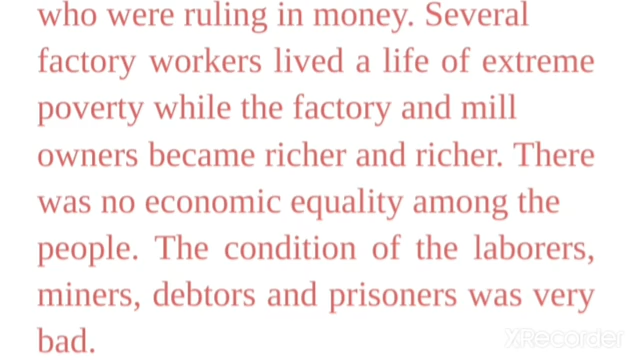 who were ruling in money. Several
factory workers lived a life of extreme
poverty while the factory and mill
owners became richer and richer. There
was no economic equality among the
people. The condition of the laborers,
miners, debtors and prisoners was very
bad.
XRecorder